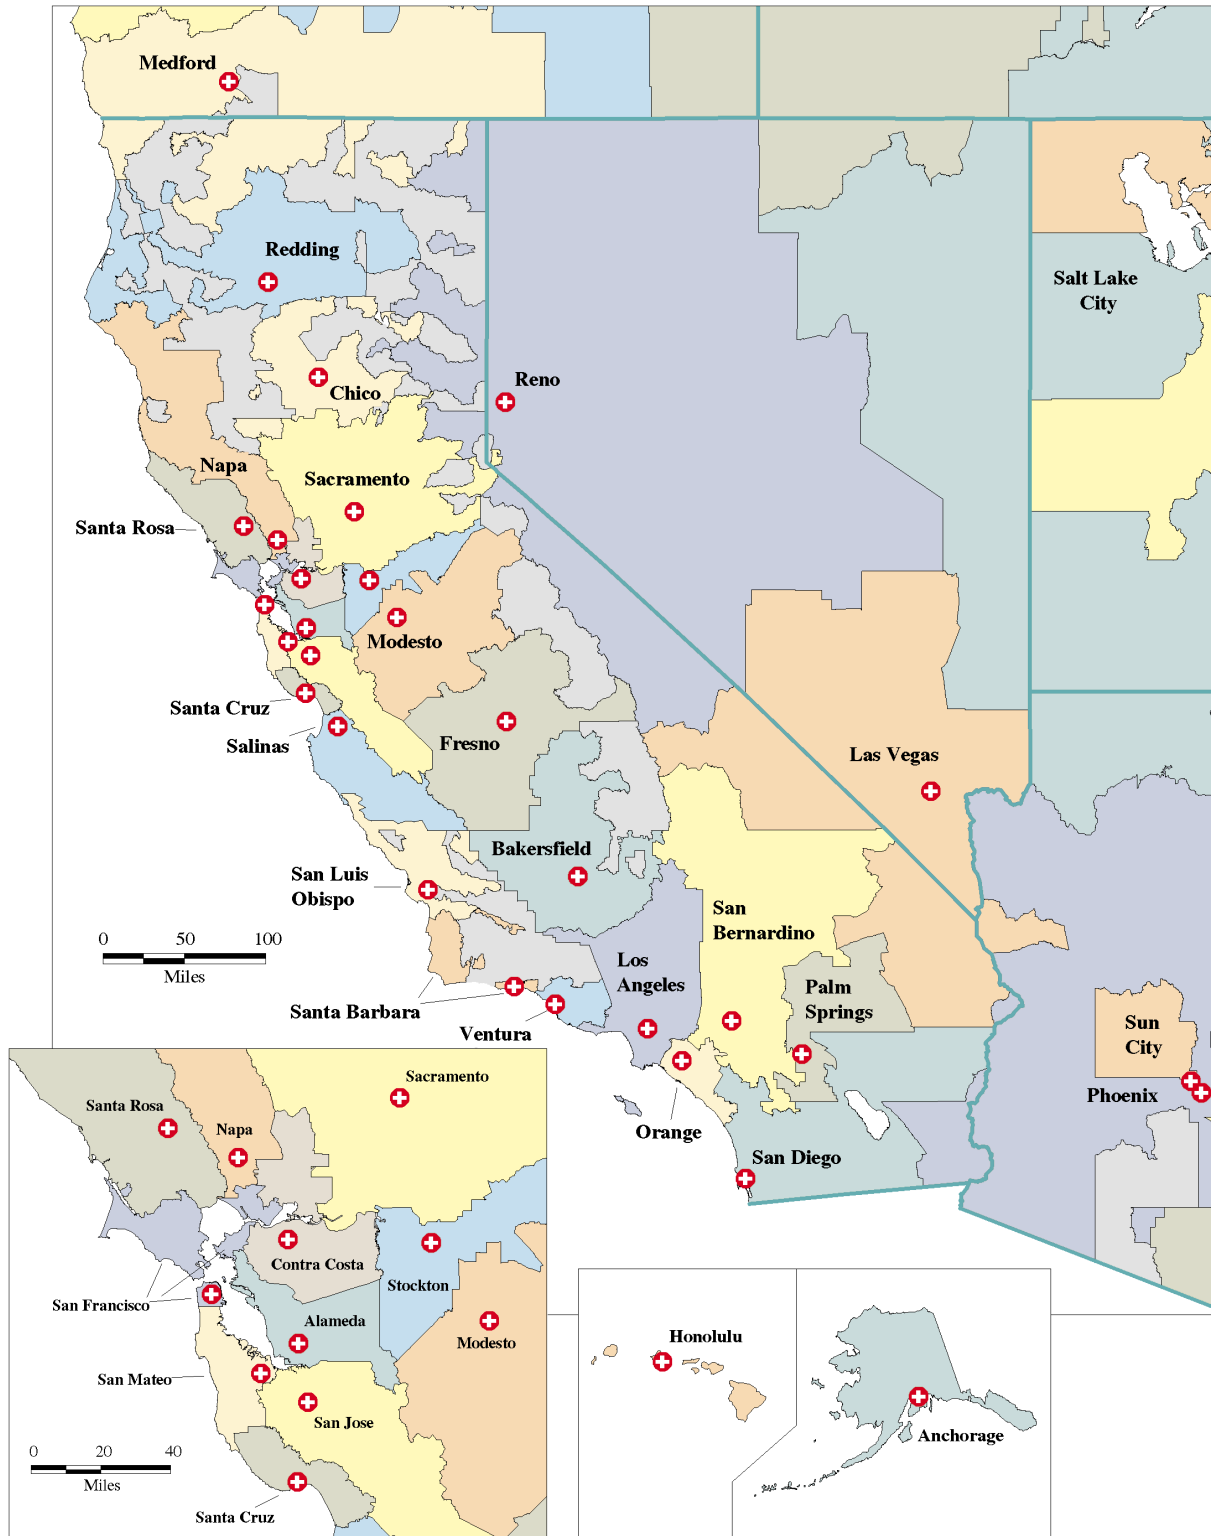 Medford
Redding
Salt Lake
City
Reno
Chico
Napa
Sacramento
Santa Rosa
Modesto
Santa Cruz
Salinas
Fresno
Las Vegas
Bakersfield
San Luis
Obispo
San
Bernardino
0 50 100
Miles
Los
Angeles
Palm
Springs
Santa Barbara
Ventura
Sun
City
Phoenix
Orange
San Diego
Sacramento
Santa Rosa
Napa
Contra Costa
Stockton
San Francisco
Alameda
Modesto
San Mateo
San Jose
0 20 40
Miles
Santa Cruz
Honolulu
Anchorage